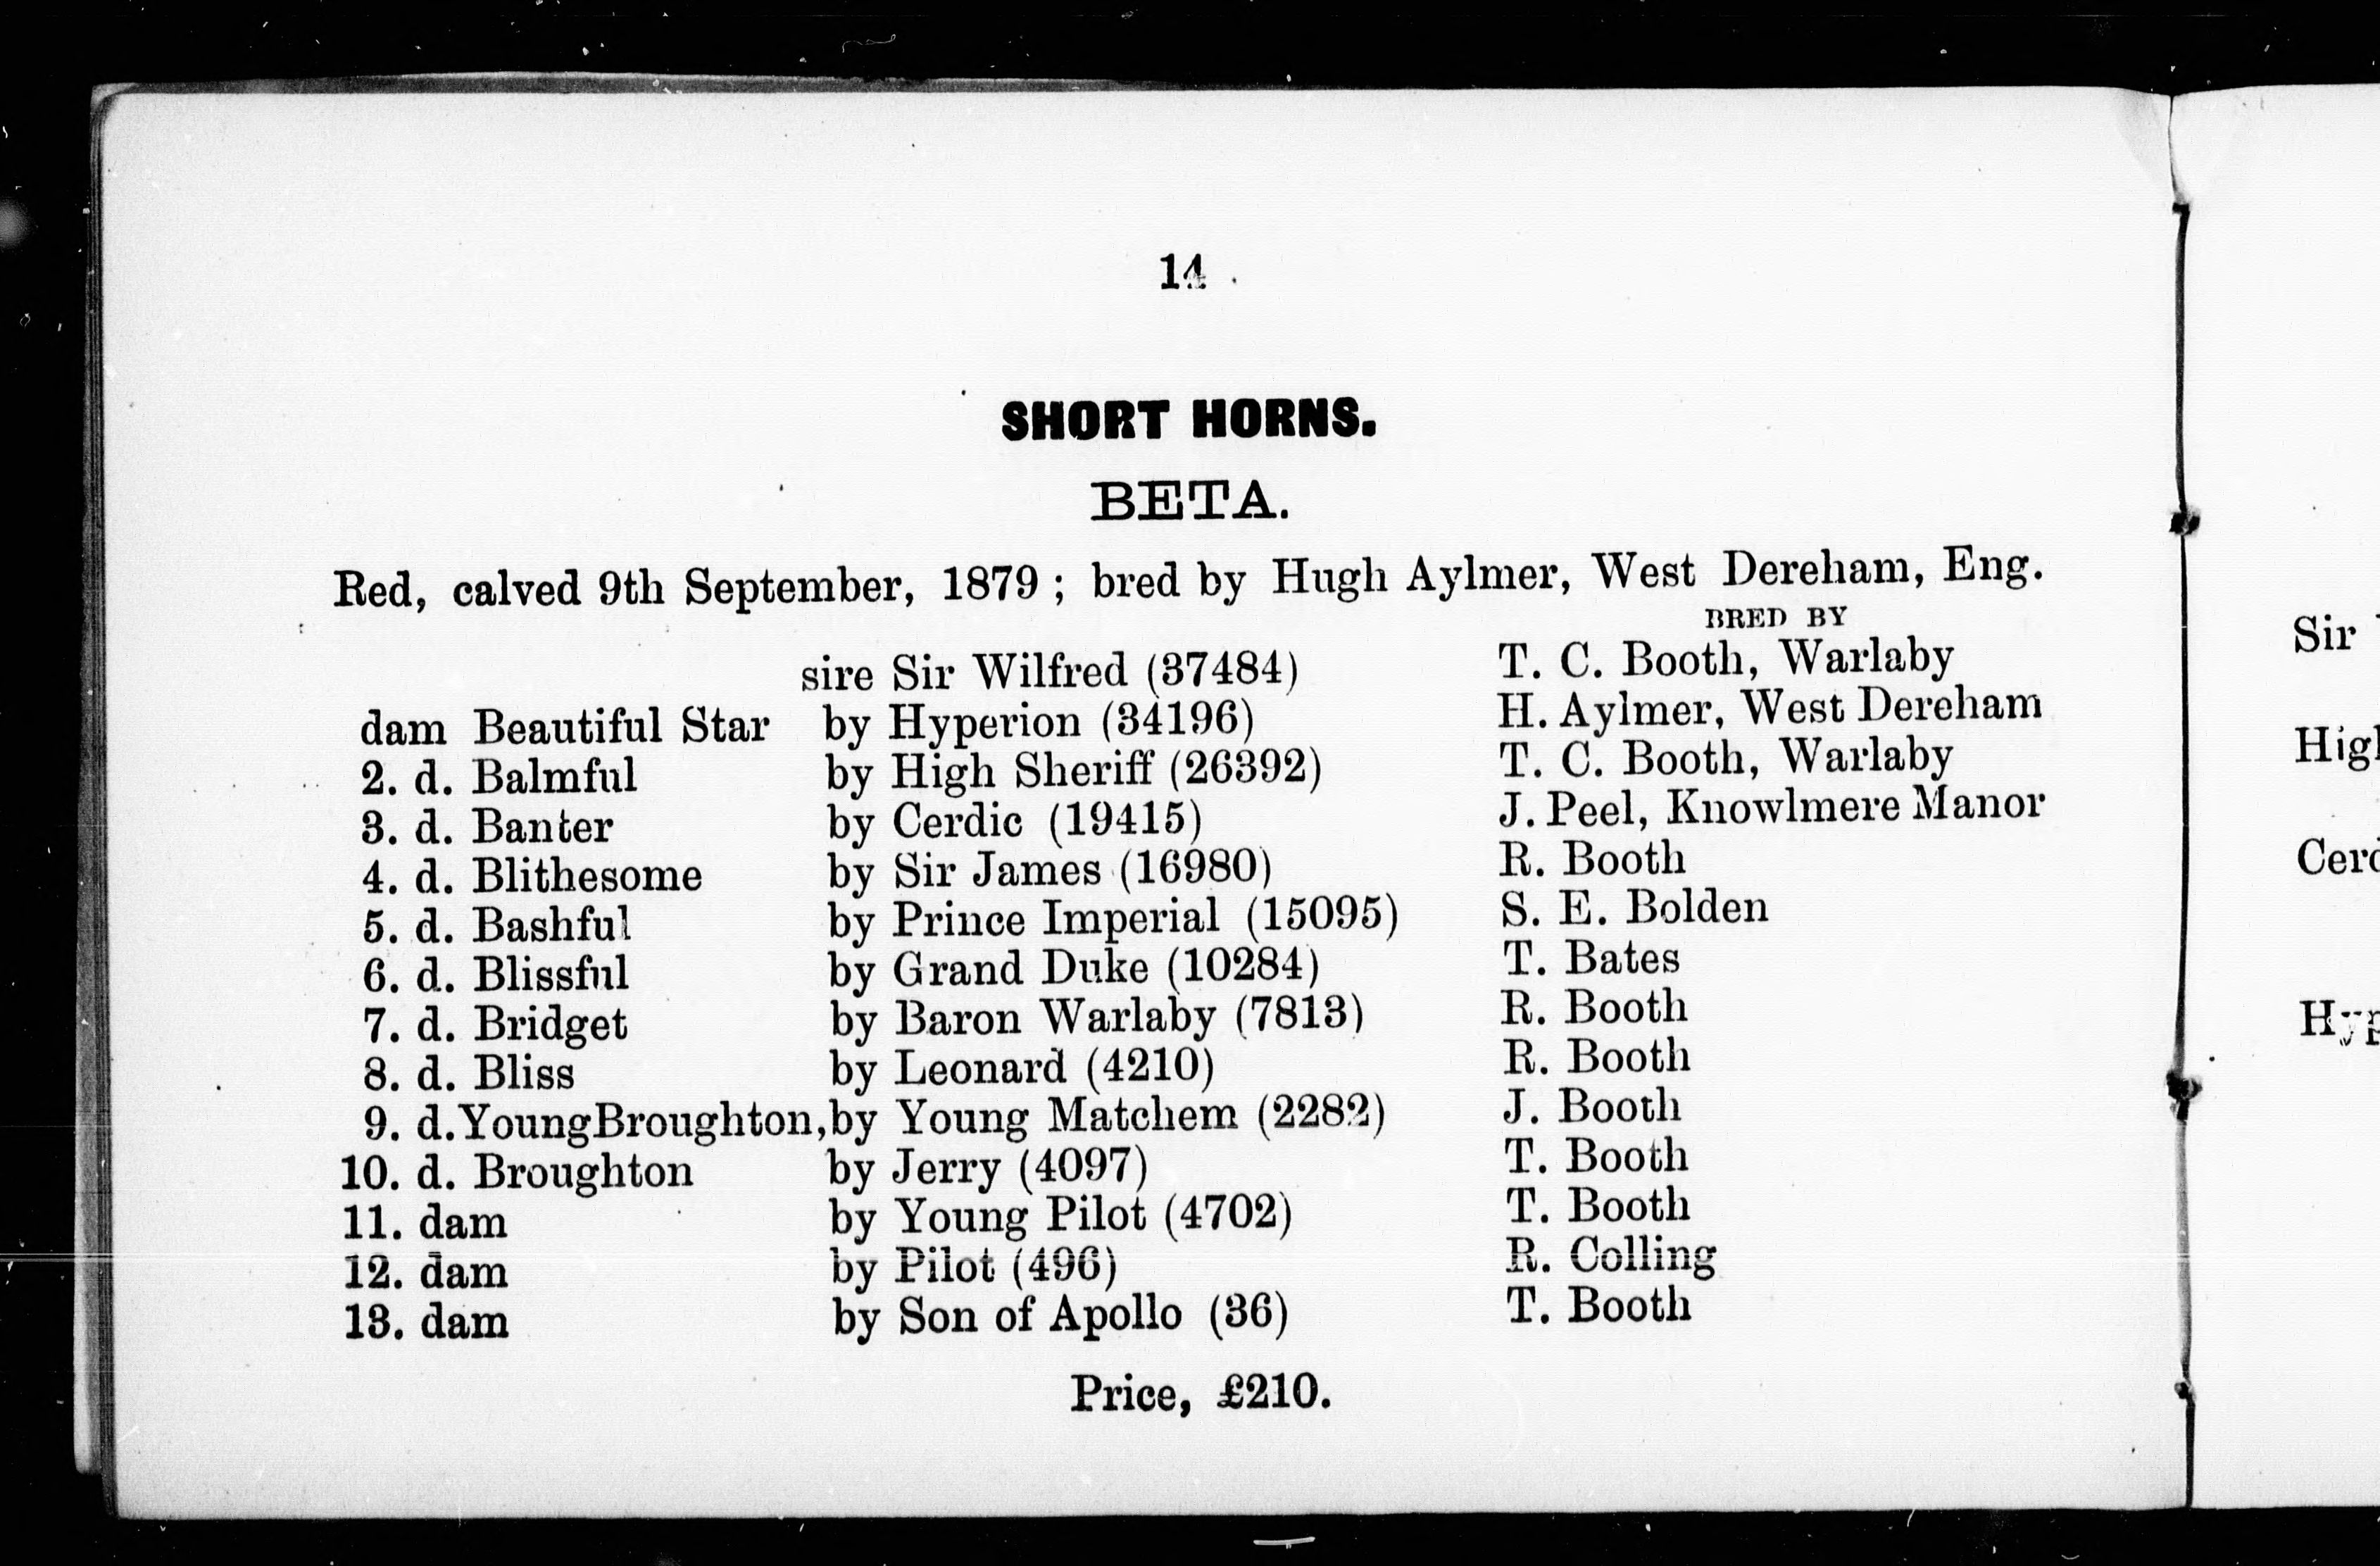 14
SHORT HORNS.
BETA.
Red, calved 9th September, 1879 ; bred by Hugh Aylmer, West Dereham, Eng.
BRED BY
sire Sir Wilfred (37484) T. C. Booth, Warlaby
dam Beautiful Star by Hyperion (34196) H. Aylmer, West Dereham
2. d. Balmful by High Sheriff (26392) T. C. Booth, Warlaby
3. d. Banter by Cerdic (19415) J. Peel, Knowlmere Manor
4. d. Blithesome by Sir James (16980) R. Booth
5. d. Bashful by Prince Imperial (15095) S. E. Bolden
6. d. Blissful by Grand Duke (10284) T. Bates
7. d. Bridget by Baron Warlaby (7813) R. Booth
8. d. Bliss by Leonard (4210) R. Booth
9. d. Young Broughton, by Young Matchem (2282) J. Booth
10. d. Broughton by Jerry (4097) T. Booth
11. dam by Young Pilot (4702) T. Booth
12. dam by Pilot (496) R. Colling
13. dam by Son of Apollo (36) T. Booth
Price, £210.
Sir